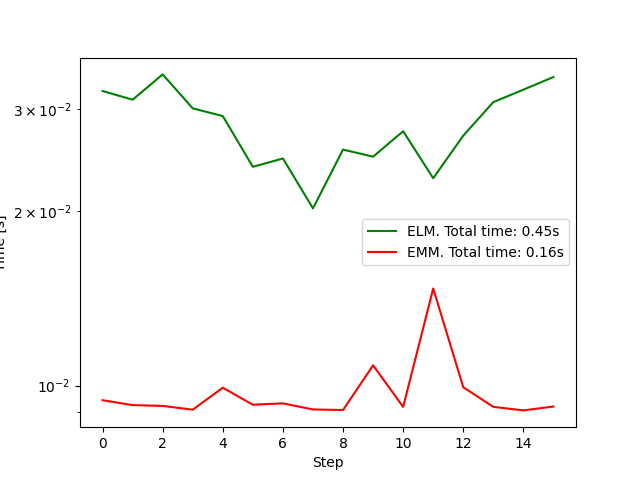 3 × 10⁻²
2 × 10⁻²
10⁻²
Time [s]
ELM. Total time: 0.45s
EMM. Total time: 0.16s
0 2 4 6 8 10 12 14
Step